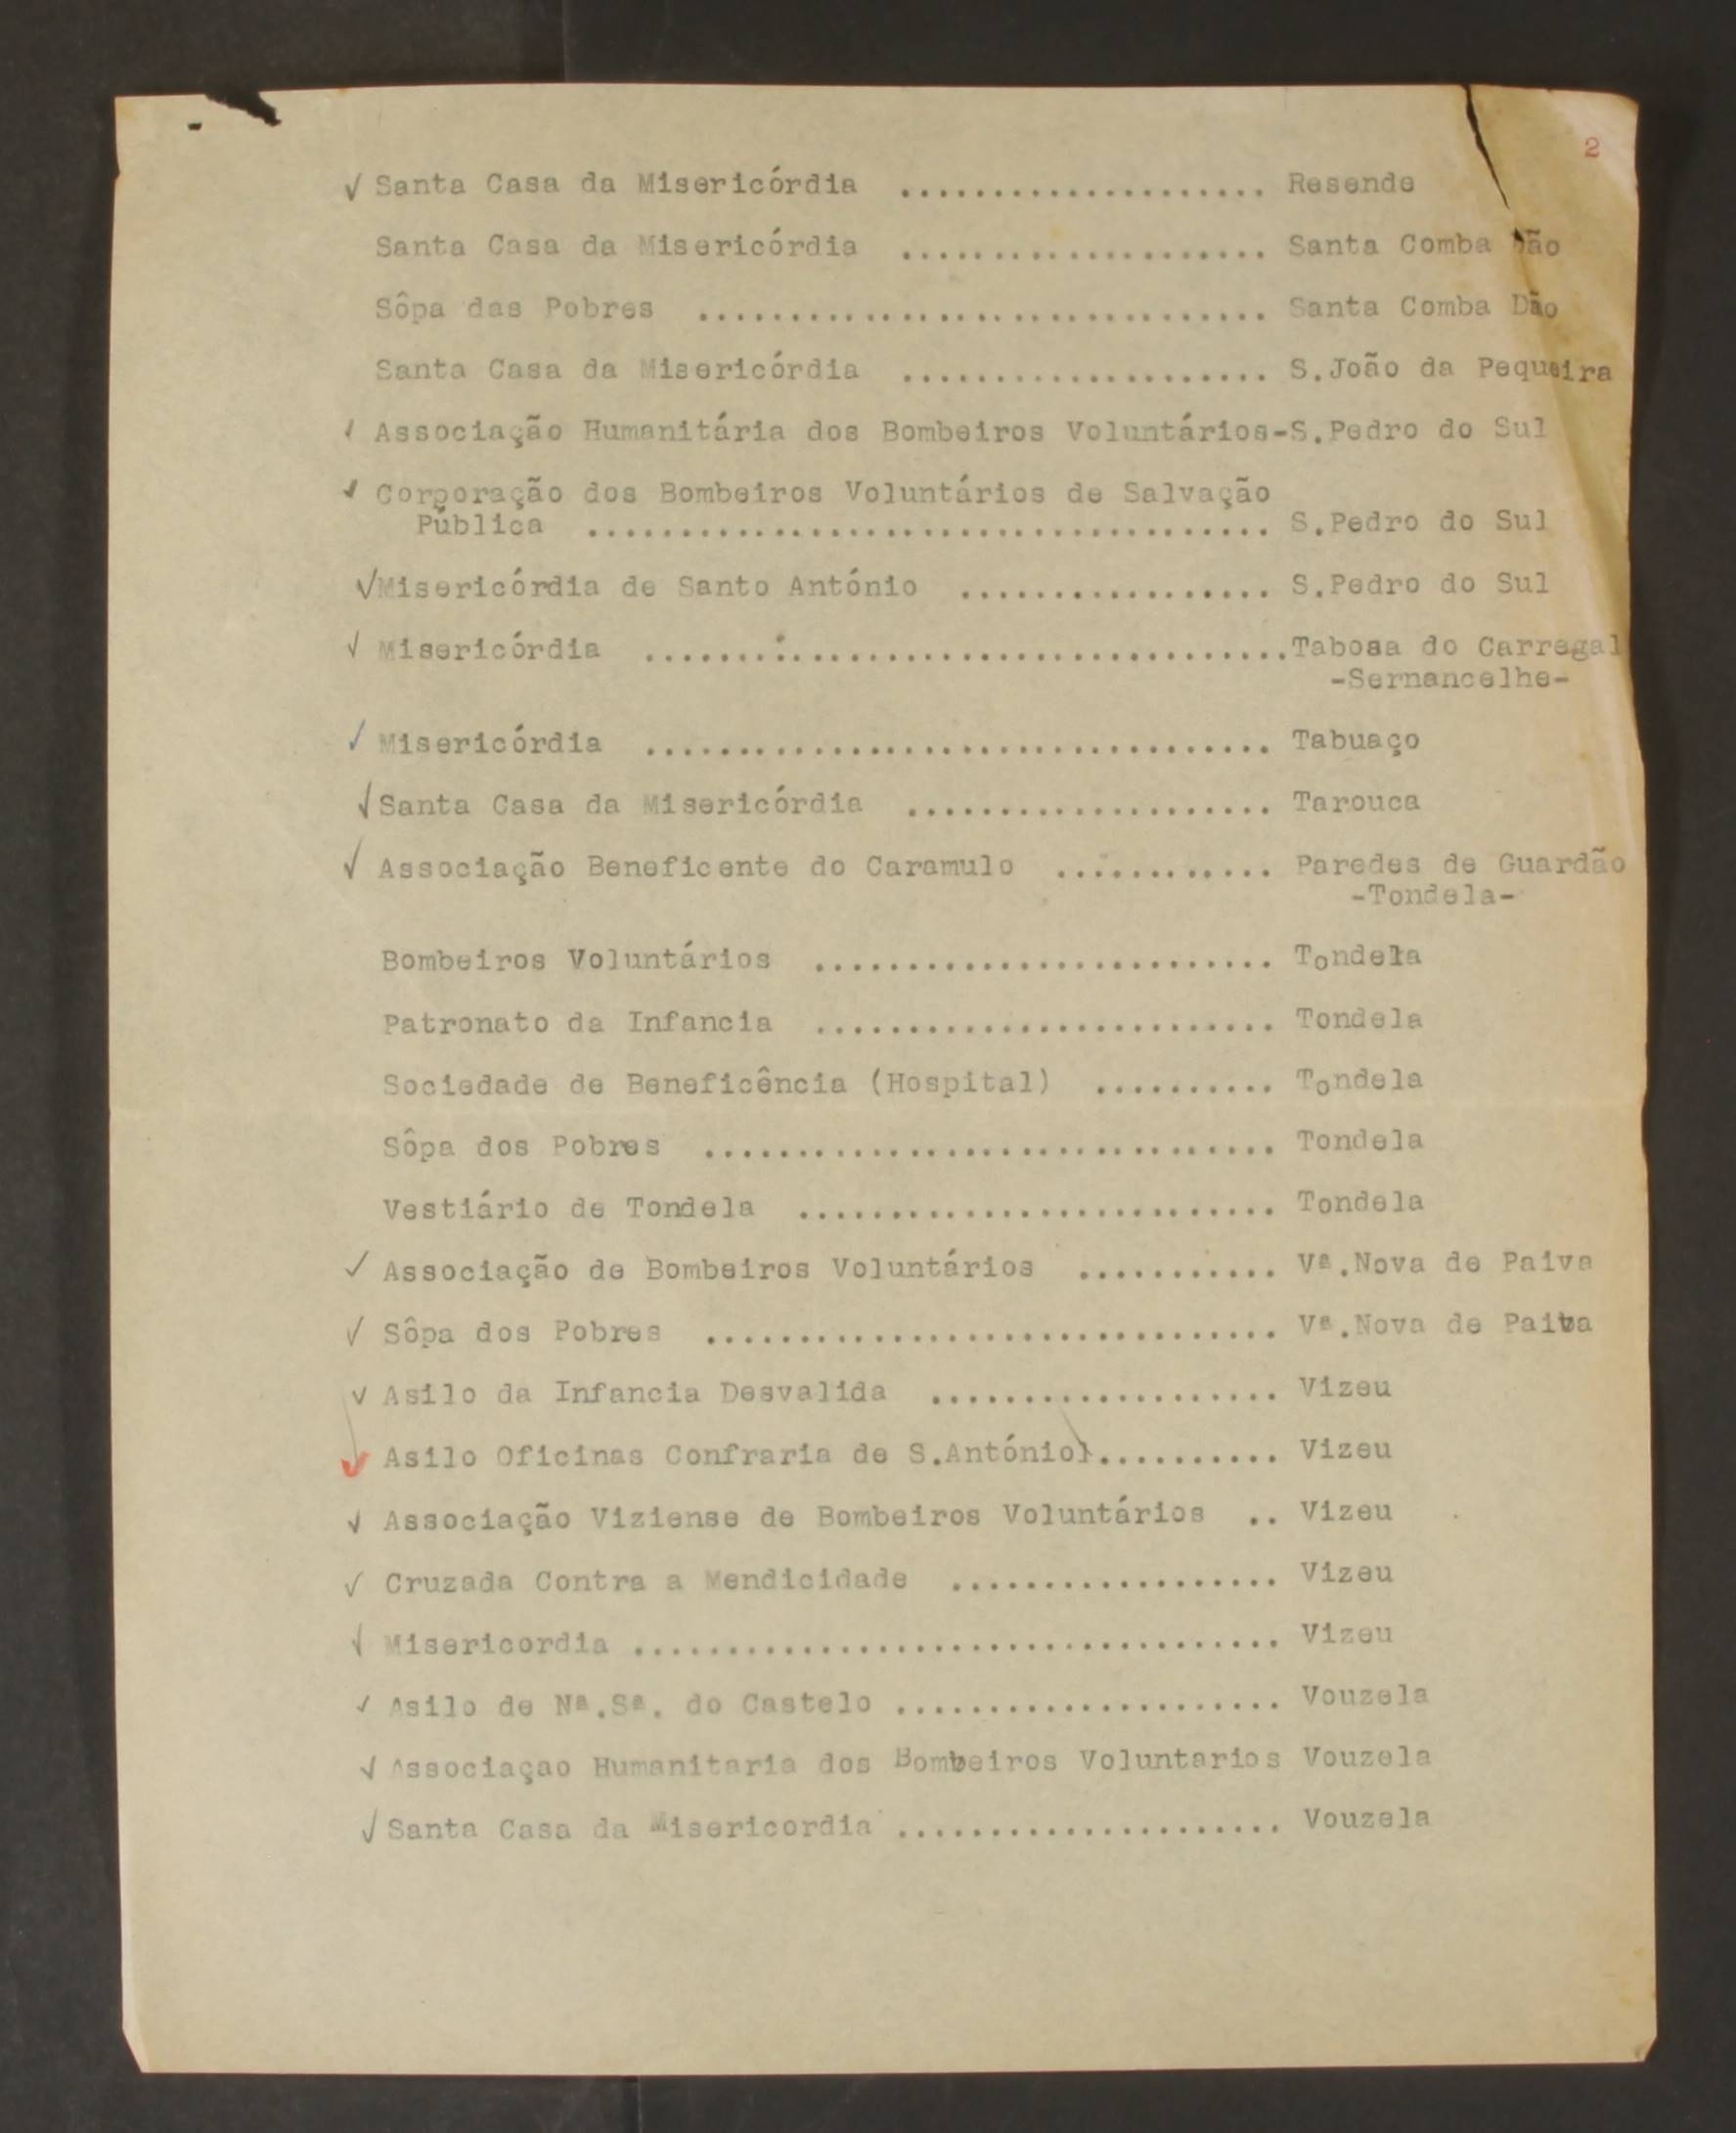 2
✓ Santa Casa da Misericórdia .................... Resende
Santa Casa da Misericórdia .................... Santa Comba Dão
Sôpa das Pobres ............................... Santa Comba Dão
Santa Casa da Misericórdia .................... S.João da Pequeira
✓ Associação Humanitária dos Bombeiros Voluntários-S.Pedro do Sul
✓ Corporação dos Bombeiros Voluntários de Salvação
Pública ..................................... S.Pedro do Sul
✓ Misericórdia de Santo António ................. S.Pedro do Sul
✓ Misericórdia ...................................Tabosa do Carregal
-Sernancelhe-
✓ Misericórdia .................................. Tabuaço
✓ Santa Casa da Misericórdia .................... Tarouca
✓ Associação Beneficente do Caramulo ............ Paredes de Guardão
-Tondela-
Bombeiros Voluntários ......................... Tondela
Patronato da Infancia ......................... Tondela
Sociedade de Beneficência (Hospital) .......... Tondela
Sôpa dos Pobres ............................... Tondela
Vestiário de Tondela .......................... Tondela
✓ Associação de Bombeiros Voluntários ........... Vª.Nova de Paiva
✓ Sôpa dos Pobres ............................... Vª.Nova de Paiva
✓ Asilo da Infancia Desvalida ................... Vizeu
✓ Asilo Oficinas Confraria de S.António).......... Vizeu
✓ Associação Viziense de Bombeiros Voluntários .. Vizeu
✓ Cruzada Contra a Mendicidade .................. Vizeu
✓ Misericordia ................................... Vizeu
✓ Asilo de Nª.Sª. do Castelo ..................... Vouzela
✓ Associaçao Humanitaria dos Bombeiros Voluntarios Vouzela
✓ Santa Casa da Misericordia ..................... Vouzela